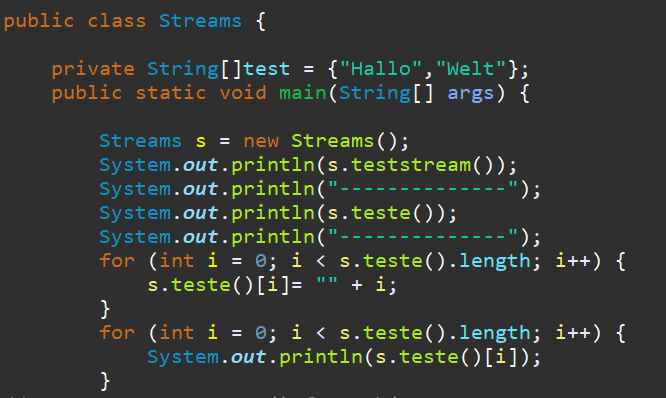 public class Streams {
private String[]test = {"Hallo","Welt"};
public static void main(String[] args) {
Streams s = new Streams();
System.out.println(s.teststream());
System.out.println("--------------");
System.out.println(s.teste());
System.out.println("--------------");
for (int i = 0; i < s.teste().length; i++) {
s.teste()[i]= "" + i;
}
for (int i = 0; i < s.teste().length; i++) {
System.out.println(s.teste()[i]);
}